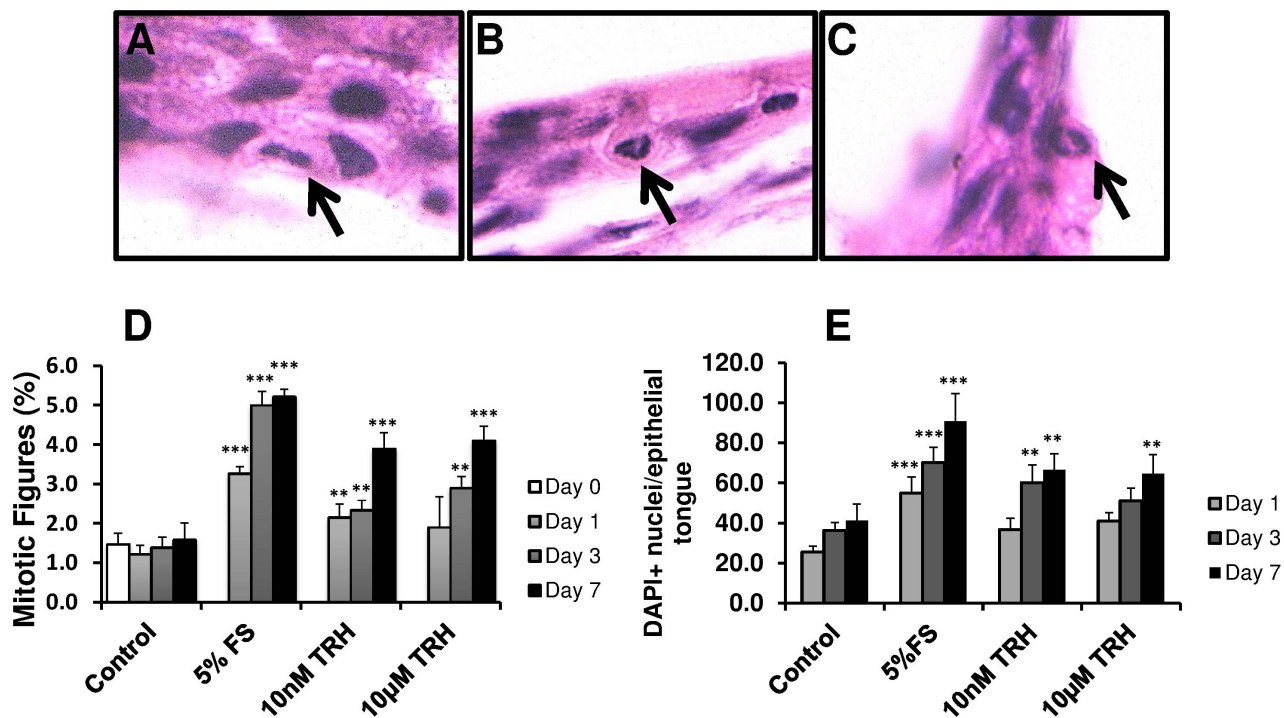 A
B
C
D
Mitotic Figures (%)
6.0
5.0
4.0
3.0
2.0
1.0
0.0
***
***
***
**
**
***
**
***
Control
5% FS
10nM TRH
10µM TRH
Day 0
Day 1
Day 3
Day 7
E
DAPI+ nuclei/epithelial
tongue
120.0
100.0
80.0
60.0
40.0
20.0
0.0
***
***
***
**
**
**
Control
5%FS
10nM TRH
10µM TRH
Day 1
Day 3
Day 7